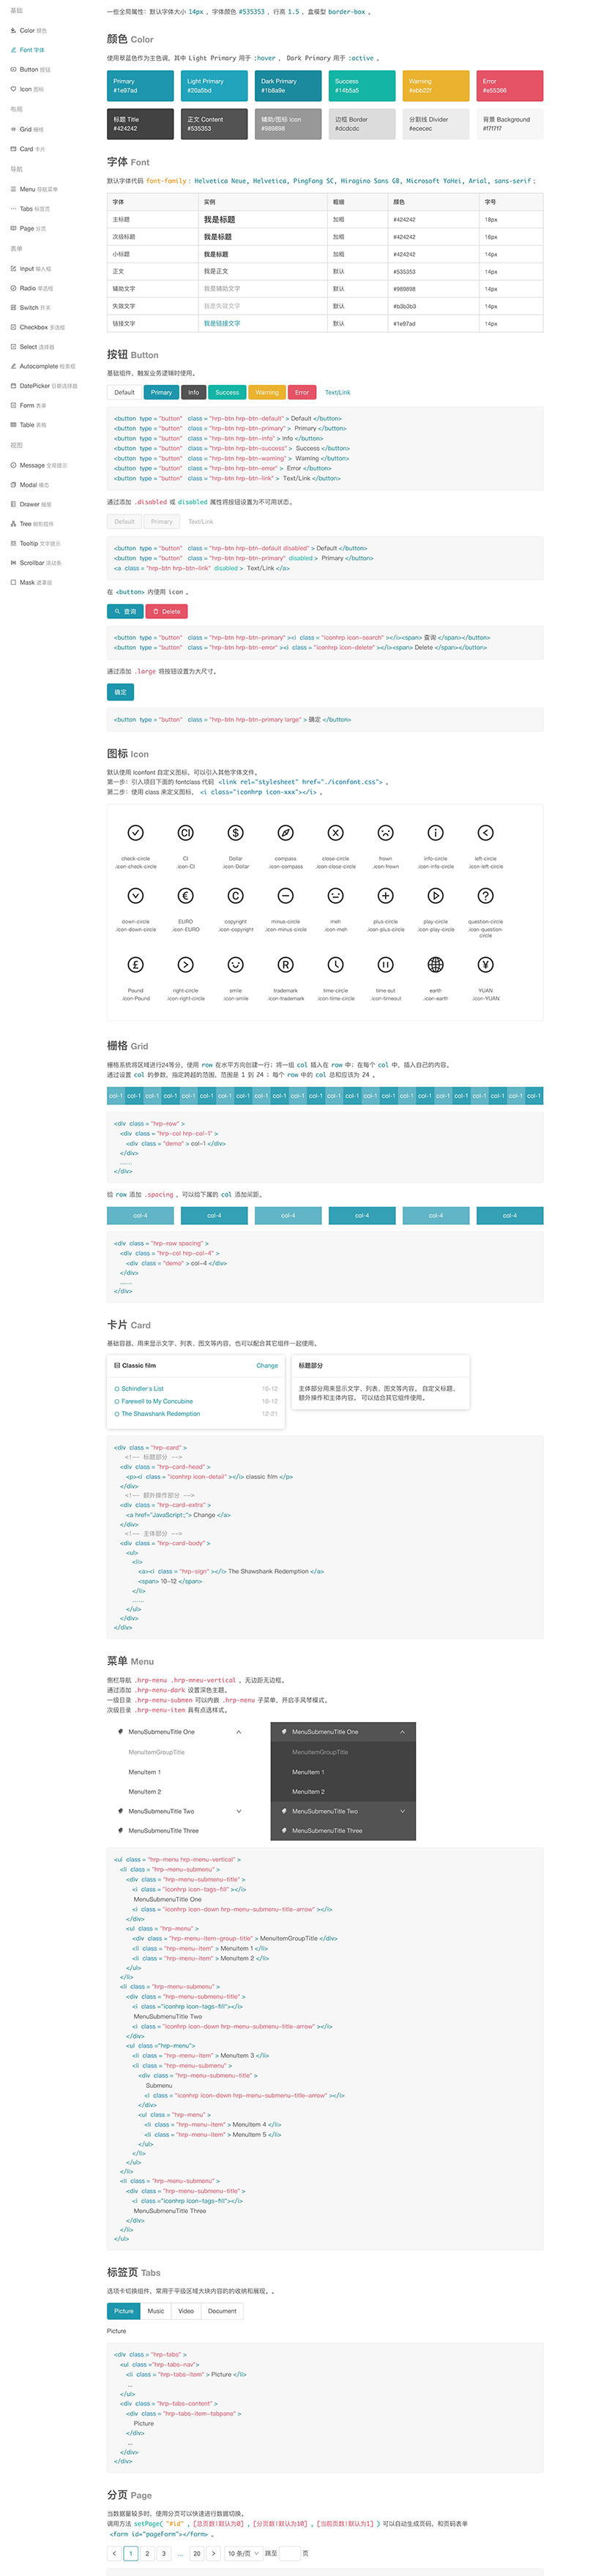 基础
Color 颜色
Font 字体
Button 按钮
Icon 图标
布局
Grid 栅格
Card 卡片
导航
Menu 导航菜单
Tabs 标签页
Page 分页
表单
Input 输入框
Radio 单选框
Switch 开关
Checkbox 多选框
Select 选择器
Autocomplete 检索框
DatePicker 日期选择器
Form 表单
Table 表格
视图
Message 全局提示
Modal 模态
Drawer 抽屉
Tree 树形控件
Tooltip 文字提示
Scrollbar 滚动条
Mask 遮罩层
一些全局属性：默认字体大小 14px ，字体颜色 #535353 ，行高 1.5 ，盒模型 border-box 。
颜色 Color
使用翠蓝色作为主色调。其中 Light Primary 用于 :hover ， Dark Primary 用于 :active 。
Primary
#1e97ad
Light Primary
#20a5bd
Dark Primary
#1b8a9e
Success
#14b5a5
Warning
#ebb22f
Error
#e55366
标题 Title
#424242
正文 Content
#535353
辅助/图标 Icon
#989898
边框 Border
#dcdcdc
分割线 Divider
#ececec
背景 Background
#f7f7f7
字体 Font
默认字体代码 font-family : Helvetica Neue, Helvetica, PingFang SC, Hiragino Sans GB, Microsoft YaHei, Arial, sans-serif ;
字体 实例 粗细 颜色 字号
主标题 我是标题 加粗 #424242 18px
次级标题 我是标题 加粗 #424242 16px
小标题 我是标题 加粗 #424242 14px
正文 我是正文 默认 #535353 14px
辅助文字 我是辅助文字 默认 #989898 14px
失效文字 我是失效文字 默认 #b3b3b3 14px
链接文字 我是链接文字 默认 #1e97ad 14px
按钮 Button
基础组件，触发业务逻辑时使用。
Default Primary Info Success Warning Error Text/Link
<button type = "button" class = "hrp-btn hrp-btn-default" > Default </button>
<button type = "button" class = "hrp-btn hrp-btn-primary" > Primary </button>
<button type = "button" class = "hrp-btn hrp-btn-info" > info </button>
<button type = "button" class = "hrp-btn hrp-btn-success" > Success </button>
<button type = "button" class = "hrp-btn hrp-btn-warning" > Warning </button>
<button type = "button" class = "hrp-btn hrp-btn-error" > Error </button>
<button type = "button" class = "hrp-btn hrp-btn-link" > Text/Link </button>
通过添加 .disabled 或 disabled 属性将按钮设置为不可用状态。
Default Primary Text/Link
<button type = "button" class = "hrp-btn hrp-btn-default disabled" > Default </button>
<button type = "button" class = "hrp-btn hrp-btn-primary" disabled > Primary </button>
<a class = "hrp-btn hrp-btn-link" disabled > Text/Link </a>
在 <button> 内使用 icon 。
查询 Delete
<button type = "button" class = "hrp-btn hrp-btn-primary" ><i class = "iconhrp icon-search" ></i><span> 查询 </span></button>
<button type = "button" class = "hrp-btn hrp-btn-error" ><i class = "iconhrp icon-delete" ></i><span> Delete </span></button>
通过添加 .large 将按钮设置为大尺寸。
确定
<button type = "button" class = "hrp-btn hrp-btn-primary large" > 确定 </button>
图标 Icon
默认使用 Iconfont 自定义图标，可以引入其他字体文件。
第一步：引入项目下面的 fontclass 代码 <link rel="stylesheet" href="./iconfont.css"> 。
第二步：使用 class 来定义图标， <i class="iconhrp icon-xxx"></i> 。
check-circle CI Dollar compass close-circle frown info-circle left-circle
.icon-check-circle .icon-CI .icon-Dollar .icon-compass .icon-close-circle .icon-frown .icon-info-circle .icon-left-circle
down-circle EURO copyright minus-circle meh plus-circle play-circle question-circle
.icon-down-circle .icon-EURO .icon-copyright .icon-minus-circle .icon-meh .icon-plus-circle .icon-play-circle .icon-question-circle
Pound right-circle smile trademark time-circle time out earth YUAN
.icon-Pound .icon-right-circle .icon-smile .icon-trademark .icon-time-circle .icon-timeout .icon-earth .icon-YUAN
栅格 Grid
栅格系统将区域进行24等分，使用 row 在水平方向创建一行；将一组 col 插入在 row 中；在每个 col 中，插入自己的内容。
通过设置 col 的参数，指定跨越的范围，范围是 1 到 24 ；每个 row 中的 col 总和应该为 24 。
col-1 col-1 col-1 col-1 col-1 col-1 col-1 col-1 col-1 col-1 col-1 col-1 col-1 col-1 col-1 col-1 col-1 col-1 col-1 col-1 col-1 col-1 col-1 col-1
<div class = "hrp-row" >
<div class = "hrp-col hrp-col-1" >
<div class = "demo" > col-1 </div>
</div>
......
</div>
给 row 添加 .spacing ，可以给下属的 col 添加间距。
col-4 col-4 col-4 col-4 col-4 col-4
<div class = "hrp-row spacing" >
<div class = "hrp-col hrp-col-4" >
<div class = "demo" > col-4 </div>
</div>
......
</div>
卡片 Card
基础容器，用来显示文字、列表、图文等内容，也可以配合其它组件一起使用。
Classic film Change
Schindler's List 10-12
Farewell to My Concubine 10-12
The Shawshank Redemption 12-21
标题部分
主体部分用来显示文字、列表、图文等内容。 自定义标题、
额外操作和主体内容。 可以结合其它组件使用。
<div class = "hrp-card" >
<!-- 标题部分 -->
<div class = "hrp-card-head" >
<p><i class = "iconhrp icon-detail" ></i> classic film </p>
</div>
<!-- 额外操作部分 -->
<div class = "hrp-card-extra" >
<a href="JavaScript:;"> Change </a>
</div>
<!-- 主体部分 -->
<div class = "hrp-card-body" >
<ul>
<li>
<a><i class = "hrp-sign" ></i> The Shawshank Redemption </a>
<span> 10-12 </span>
</li>
......
</ul>
</div>
</div>
菜单 Menu
侧栏导航 .hrp-menu .hrp-mneu-vertical ，无边距无边框。
通过添加 .hrp-menu-dark 设置深色主题。
一级目录 .hrp-menu-submen 可以内嵌 .hrp-menu 子菜单，开启手风琴模式。
次级目录 .hrp-menu-item 具有点选样式。
MenuSubmenuTitle One
MenuItemGroupTitle
MenuItem 1
MenuItem 2
MenuSubmenuTitle Two
MenuSubmenuTitle Three
MenuSubmenuTitle One
MenuItemGroupTitle
MenuItem 1
MenuItem 2
MenuSubmenuTitle Two
MenuSubmenuTitle Three
<ul class = "hrp-menu hrp-menu-vertical" >
<li class = "hrp-menu-submenu" >
<div class = "hrp-menu-submenu-title" >
<i class = "iconhrp icon-tags-fill" ></i>
MenuSubmenuTitle One
<i class = "iconhrp icon-down hrp-menu-submenu-title-arrow" ></i>
</div>
<ul class = "hrp-menu" >
<div class = "hrp-menu-item-group-title" > MenuItemGroupTitle </div>
<li class = "hrp-menu-item" > MenuItem 1 </li>
<li class = "hrp-menu-item" > MenuItem 2 </li>
</ul>
</li>
<li class = "hrp-menu-submenu" >
<div class = "hrp-menu-submenu-title" >
<i class ="iconhrp icon-tags-fill"></i>
MenuSubmenuTitle Two
<i class = "iconhrp icon-down hrp-menu-submenu-title-arrow" ></i>
</div>
<ul class ="hrp-menu">
<li class = "hrp-menu-item" > MenuItem 3 </li>
<li class = "hrp-menu-submenu" >
<div class = "hrp-menu-submenu-title" >
Submenu
<i class = "iconhrp icon-down hrp-menu-submenu-title-arrow" ></i>
</div>
<ul class = "hrp-menu" >
<li class = "hrp-menu-item" > MenuItem 4 </li>
<li class = "hrp-menu-item" > MenuItem 5 </li>
</ul>
</li>
</ul>
</li>
<li class = "hrp-menu-submenu" >
<div class = "hrp-menu-submenu-title" >
<i class ="iconhrp icon-tags-fill"></i>
MenuSubmenuTitle Three
</div>
</li>
</ul>
标签页 Tabs
选项卡切换组件，常用于平级区域大块内容的的收纳和展现。。
Picture Music Video Document
Picture
<div class = "hrp-tabs" >
<ul class ="hrp-tabs-nav">
<li class = "hrp-tabs-item" > Picture </li>
...
</ul>
<div class = "hrp-tabs-content" >
<div class = "hrp-tabs-item-tabpane" >
Picture
</div>
...
</div>
</div>
分页 Page
当数据量较多时，使用分页可以快速进行数据切换。
调用方法 setPage( "#id" , [总页数|默认为0] , [分页数|默认为10] , [当前页数|默认为1] ) 可以自动生成页码，和页码表单
<form id="pageForm"></form> 。
1 2 3 ... 20 10 条/页 跳至 页